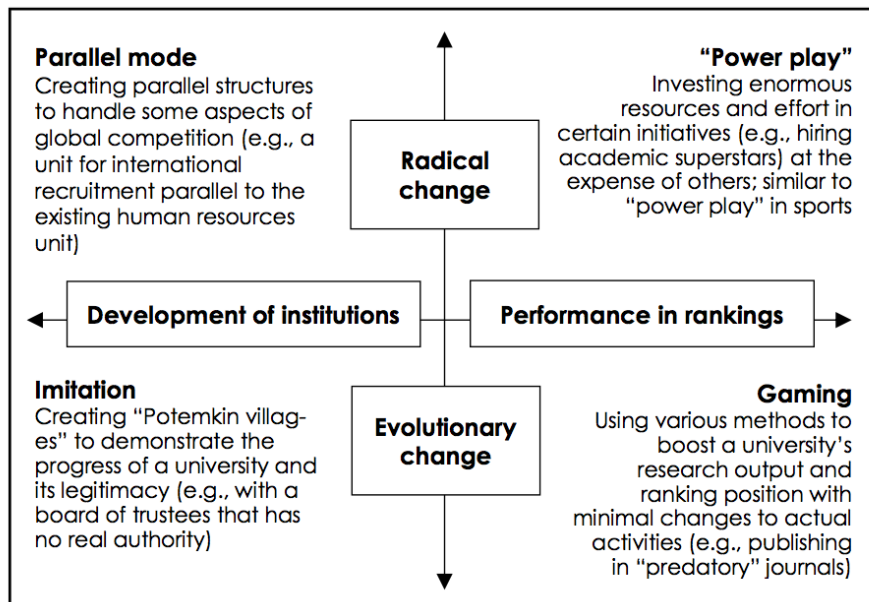 Parallel mode
Creating parallel structures
to handle some aspects of
global competition (e.g., a
unit for international
recruitment parallel to the
existing human resources
unit)
“Power play”
Investing enormous
resources and effort in
certain initiatives (e.g., hiring
academic superstars) at the
expense of others; similar to
“power play” in sports
Radical
change
Development of institutions
Performance in rankings
Imitation
Creating “Potemkin villag-
es” to demonstrate the
progress of a university and
its legitimacy (e.g., with a
board of trustees that has
no real authority)
Evolutionary
change
Gaming
Using various methods to
boost a university’s
research output and
ranking position with
minimal changes to actual
activities (e.g., publishing
in “predatory” journals)